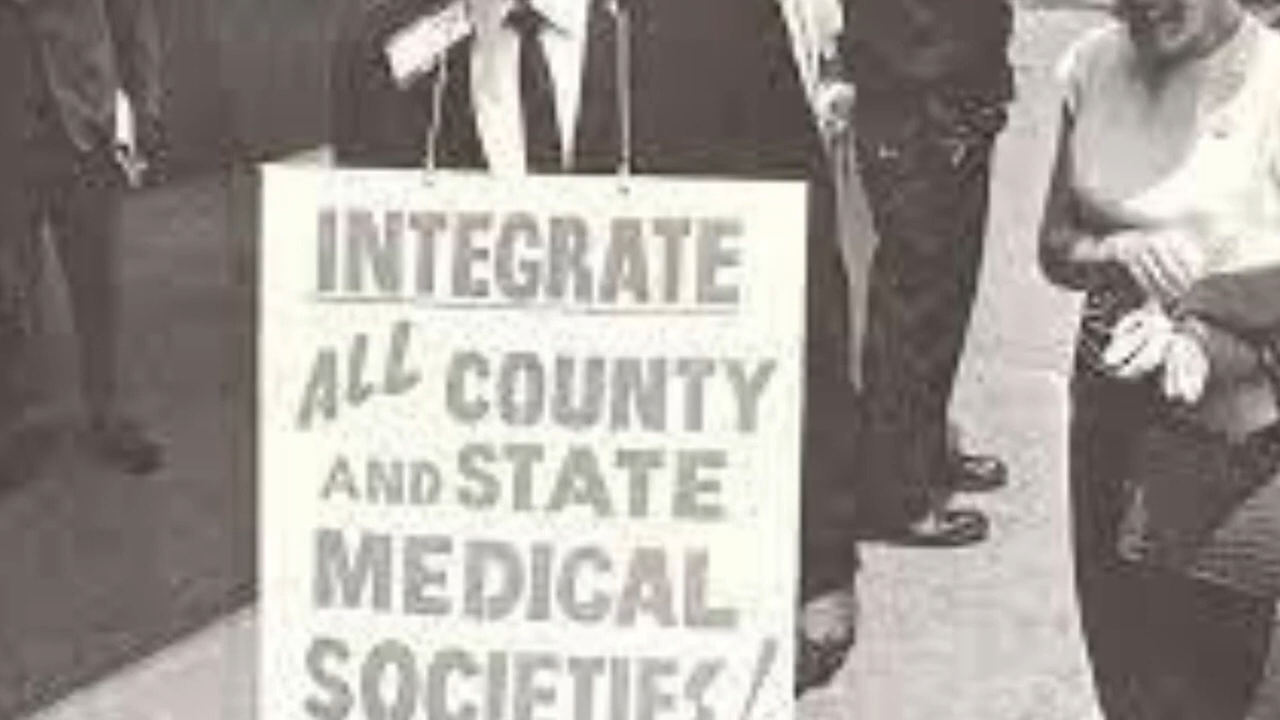 INTEGRATE
ALL COUNTY
AND STATE
MEDICAL
SOCIETIES!